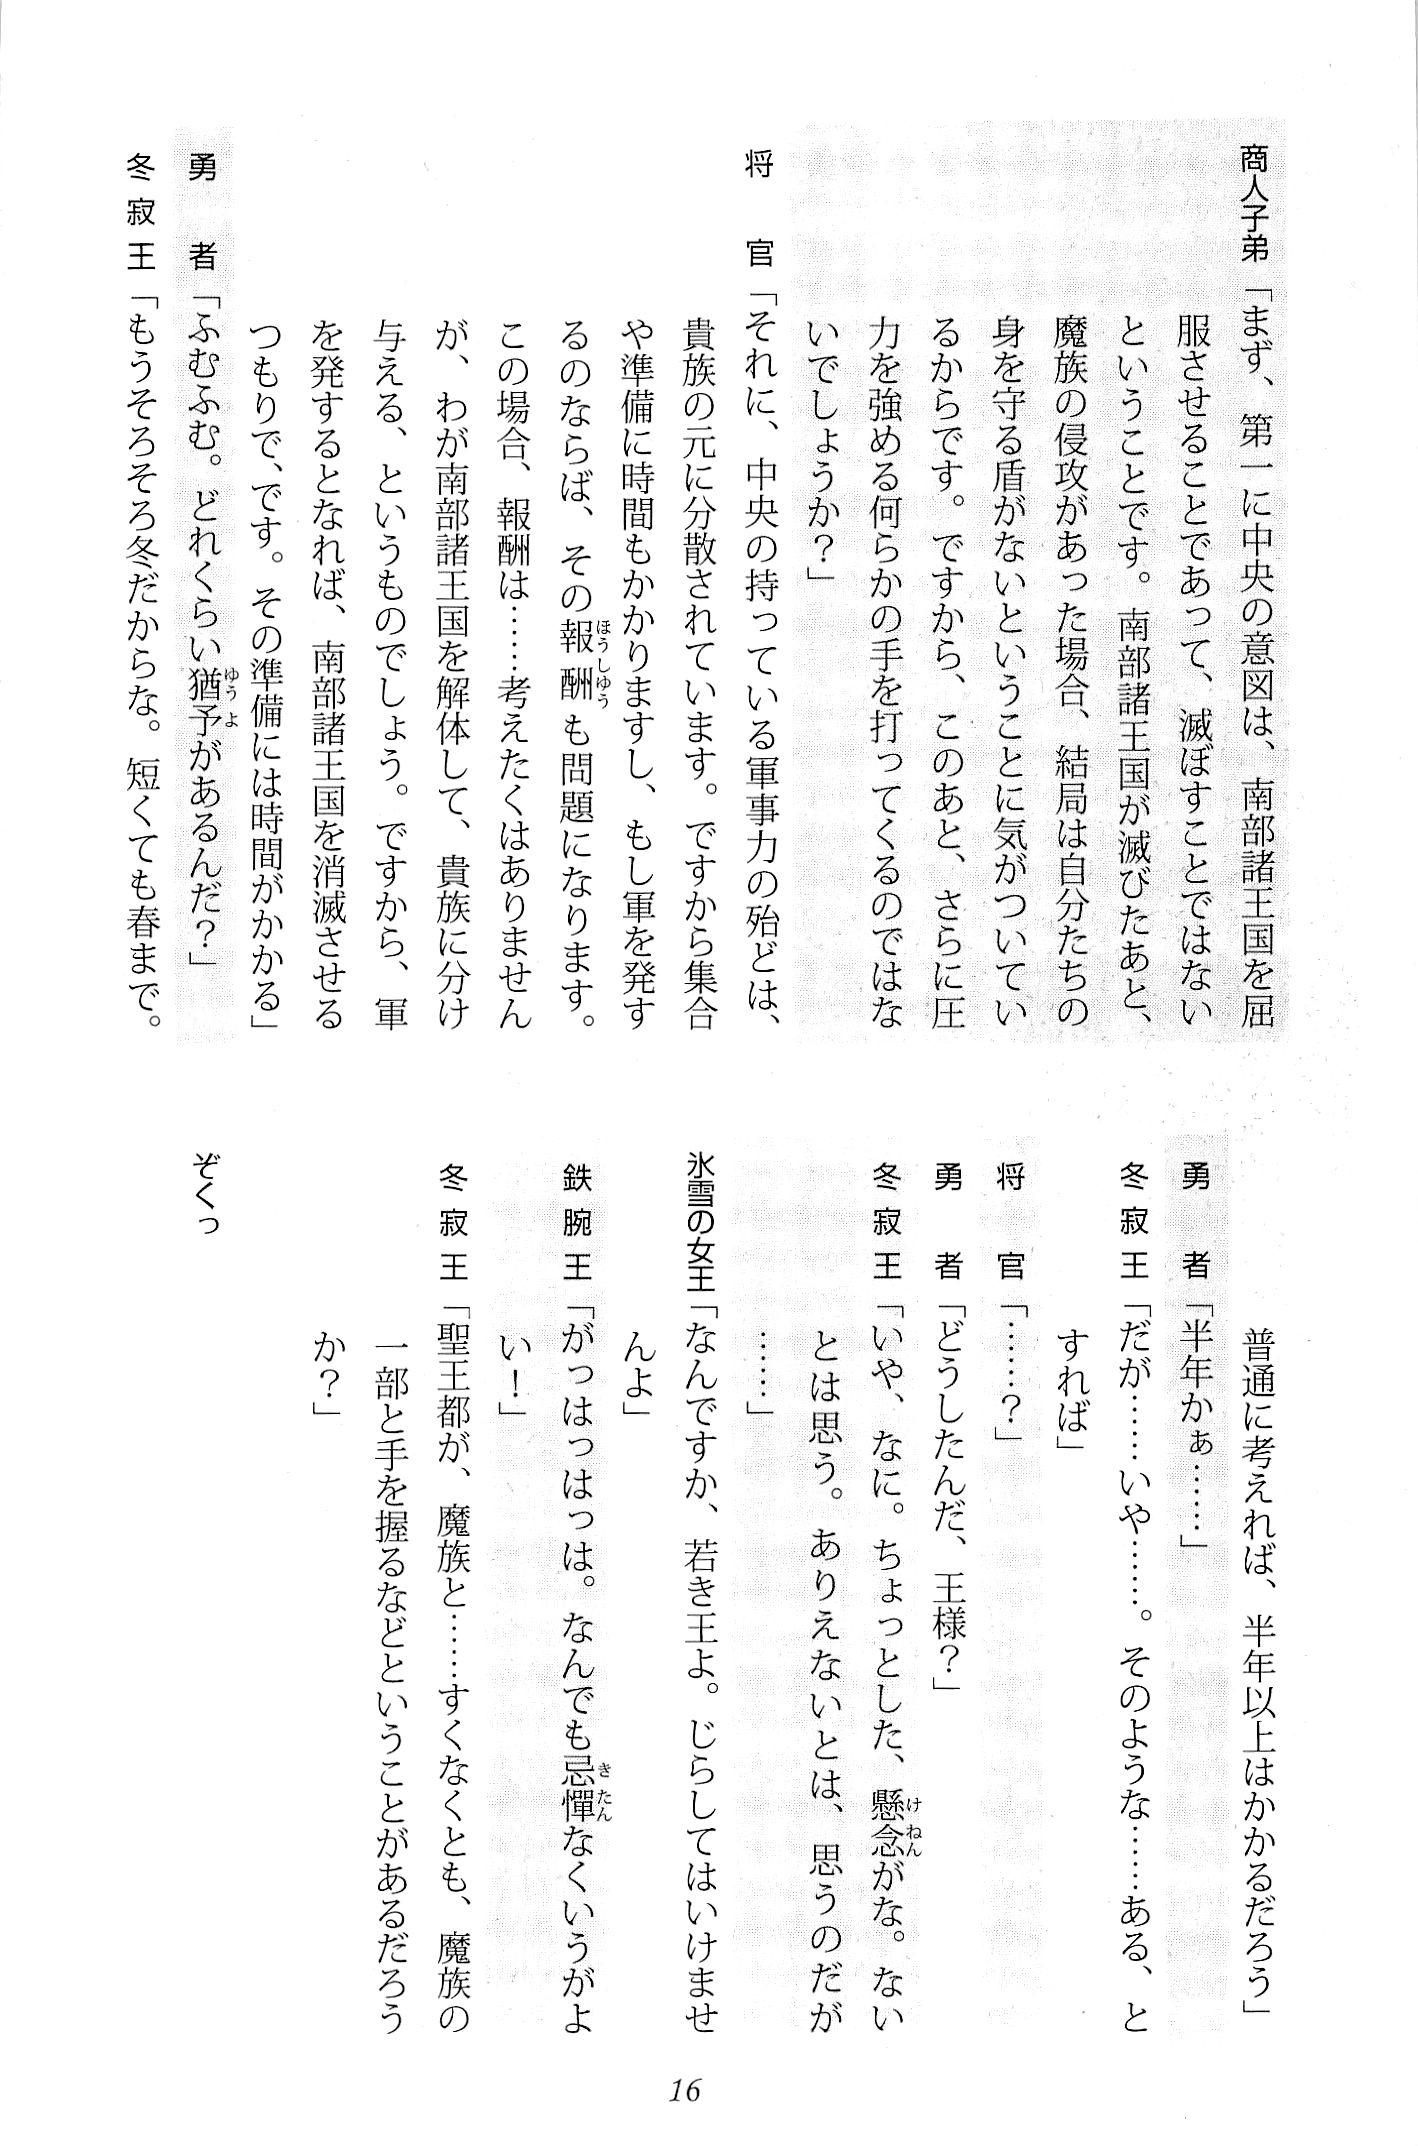 商人子弟「まず、第一に中央の意図は、南部諸王国を屈
服させることであって、滅ぼすことではない
ということです。南部諸王国が滅びたあと、
魔族の侵攻があった場合、結局は自分たちの
身を守る盾がないということに気がついてい
るからです。ですから、このあと、さらに圧
力を強める何らかの手を打ってくるのではな
いでしょうか？」
将官「それに、中央の持っている軍事力の殆どは、
貴族の元に分散されています。ですから集合
や準備に時間もかかりますし、もし軍を発す
るのならば、その報酬も問題になります。
ほうしゆう
この場合、報酬は……考えたくはありません
が、わが南部諸王国を解体して、貴族に分け
与える、というものでしょう。ですから、軍
を発するとなれば、南部諸王国を消滅させる
つもりで、です。その準備には時間がかかる」
勇者「ふむふむ。どれくらい猶予があるんだ？」
ゆうよ
冬寂王「もうそろそろ冬だからな。短くても春まで。
普通に考えれば、半年以上はかかるだろう」
勇者「半年かぁ……」
冬寂王「だが……いや……。そのような……ある、と
すれば」
将官「……？」
勇者「どうしたんだ、王様？」
冬寂王「いや、なに。ちょっとした、懸念がな。ない
けねん
とは思う。ありえないとは、思うのだが
……」
氷雪の女王「なんですか、若き王よ。じらしてはいけませ
んよ」
鉄腕王「がっはっはっは。なんでも忌憚なくいうがよ
きたん
い！」
冬寂王「聖王都が、魔族と……すくなくとも、魔族の
一部と手を握るなどということがあるだろう
か？」
ぞくっ
16